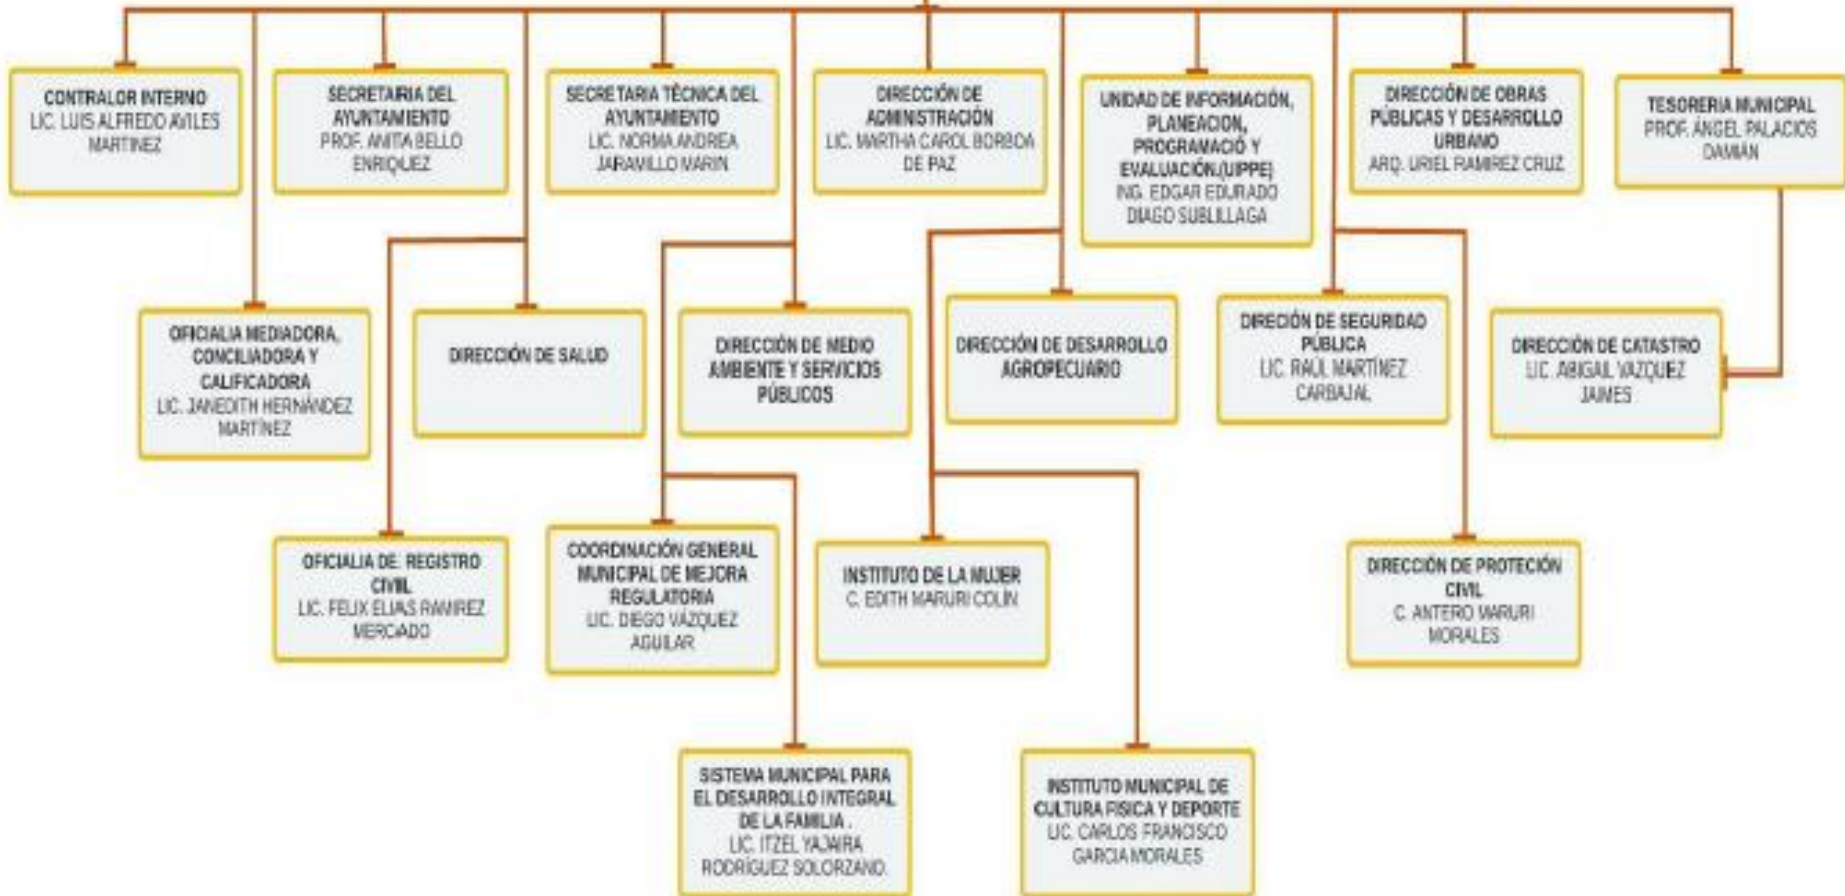 CONTRALOR INTERNO
LIC. LUIS ALFREDO AVILES
MARTINEZ
SECRETAIRIA DEL
AYUNTAMIENTO
PROF. ANITA BELLO
ENRIQUEZ
SECRETARIA TÉCNICA DEL
AYUNTAMIENTO
LIC. NORMA ANDREA
JARAMILLO MARIN
DIRECCIÓN DE
ADMINISTRACIÓN
LIC. MARTHA CAROL BORBOA
DE PAZ
UNIDAD DE INFORMACIÓN,
PLANEACION,
PROGRAMACIÓ Y
EVALUACIÓN.(UIPPE)
ING. EDGAR EDURADO
DIAGO SUBLILLAGA
DIRECCIÓN DE OBRAS
PÚBLICAS Y DESARROLLO
URBANO
ARQ. URIEL RAMIREZ CRUZ
TESORERIA MUNICIPAL
PROF. ÁNGEL PALACIOS
DAMIÁN
OFICIALIA MEDIADORA,
CONCILIADORA Y
CALIFICADORA
LIC. JANEDITH HERNÁNDEZ
MARTÍNEZ
DIRECCIÓN DE SALUD
DIRECCIÓN DE MEDIO
AMBIENTE Y SERVICIOS
PÚBLICOS
DIRECCIÓN DE DESARROLLO
AGROPECUARIO
DIRECIÓN DE SEGURIDAD
PÚBLICA
LIC. RAÚL MARTÍNEZ
CARBAJAL
DIRECCIÓN DE CATASTRO
LIC. ABIGAIL VAZQUEZ
JAIMES
OFICIALIA DE. REGISTRO
CIVIIL
LIC. FELIX ELIAS RAMIREZ
MERCADO
COORDINACIÓN GENERAL
MUNICIPAL DE MEJORA
REGULATORIA
LIC. DIEGO VÁZQUEZ
AGUILAR
INSTITUTO DE LA MUJER
C. EDITH MARURI COLÍN
DIRECCIÓN DE PROTECIÓN
CIVIL
C. ANTERO MARURI
MORALES
SISTEMA MUNICIPAL PARA
EL DESARROLLO INTEGRAL
DE LA FAMILIA .
LIC. ITZEL YAJAIRA
RODRÍGUEZ SOLORZANO.
INSTITUTO MUNICIPAL DE
CULTURA FISICA Y DEPORTE
LIC. CARLOS FRANCISCO
GARCIA MORALES